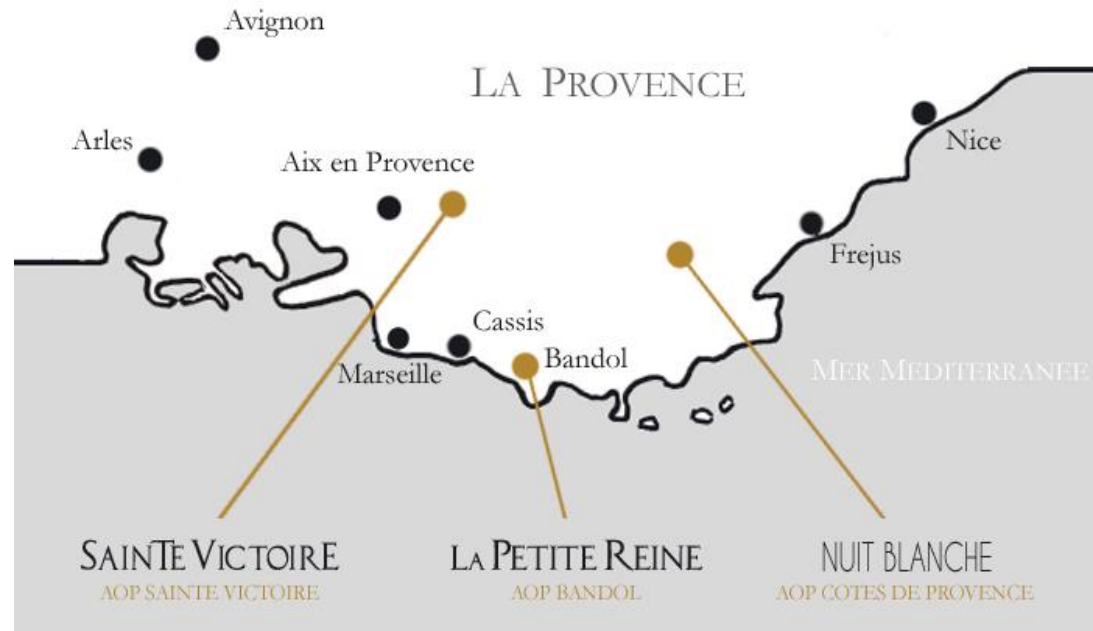 Avignon
LA PROVENCE
Arles
Aix en Provence
Nice
Frejus
Cassis
Bandol
Marseille
MER MEDITERRANEE
SAINTE VICTOIRE
AOP SAINTE VICTOIRE
LA PETITE REINE
AOP BANDOL
NUIT BLANCHE
AOP COTES DE PROVENCE